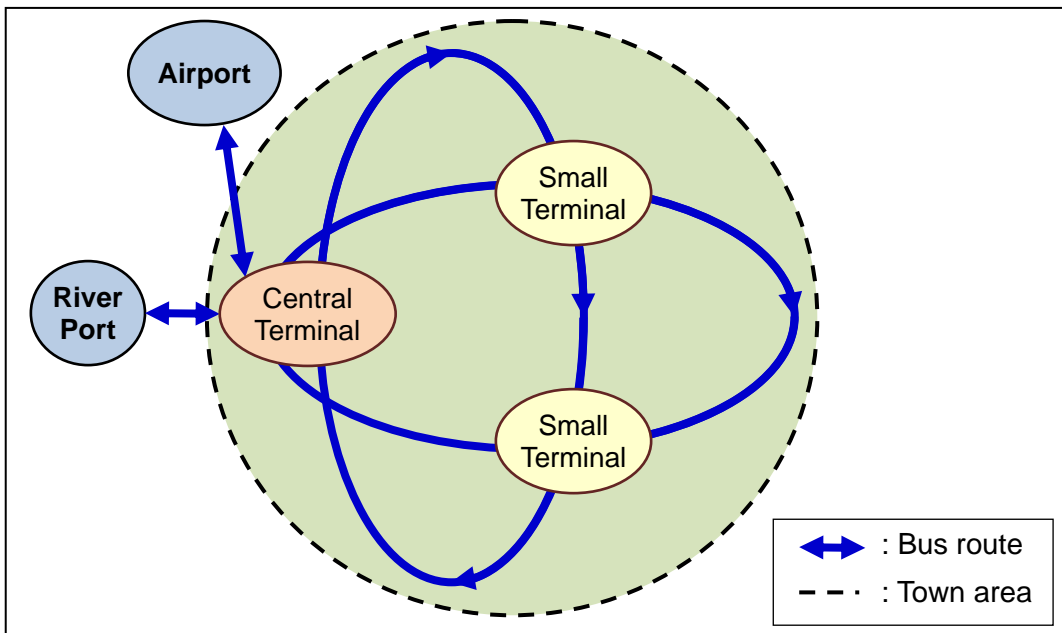 Airport
Small
Terminal
River
Port
Central
Terminal
Small
Terminal
: Bus route
: Town area